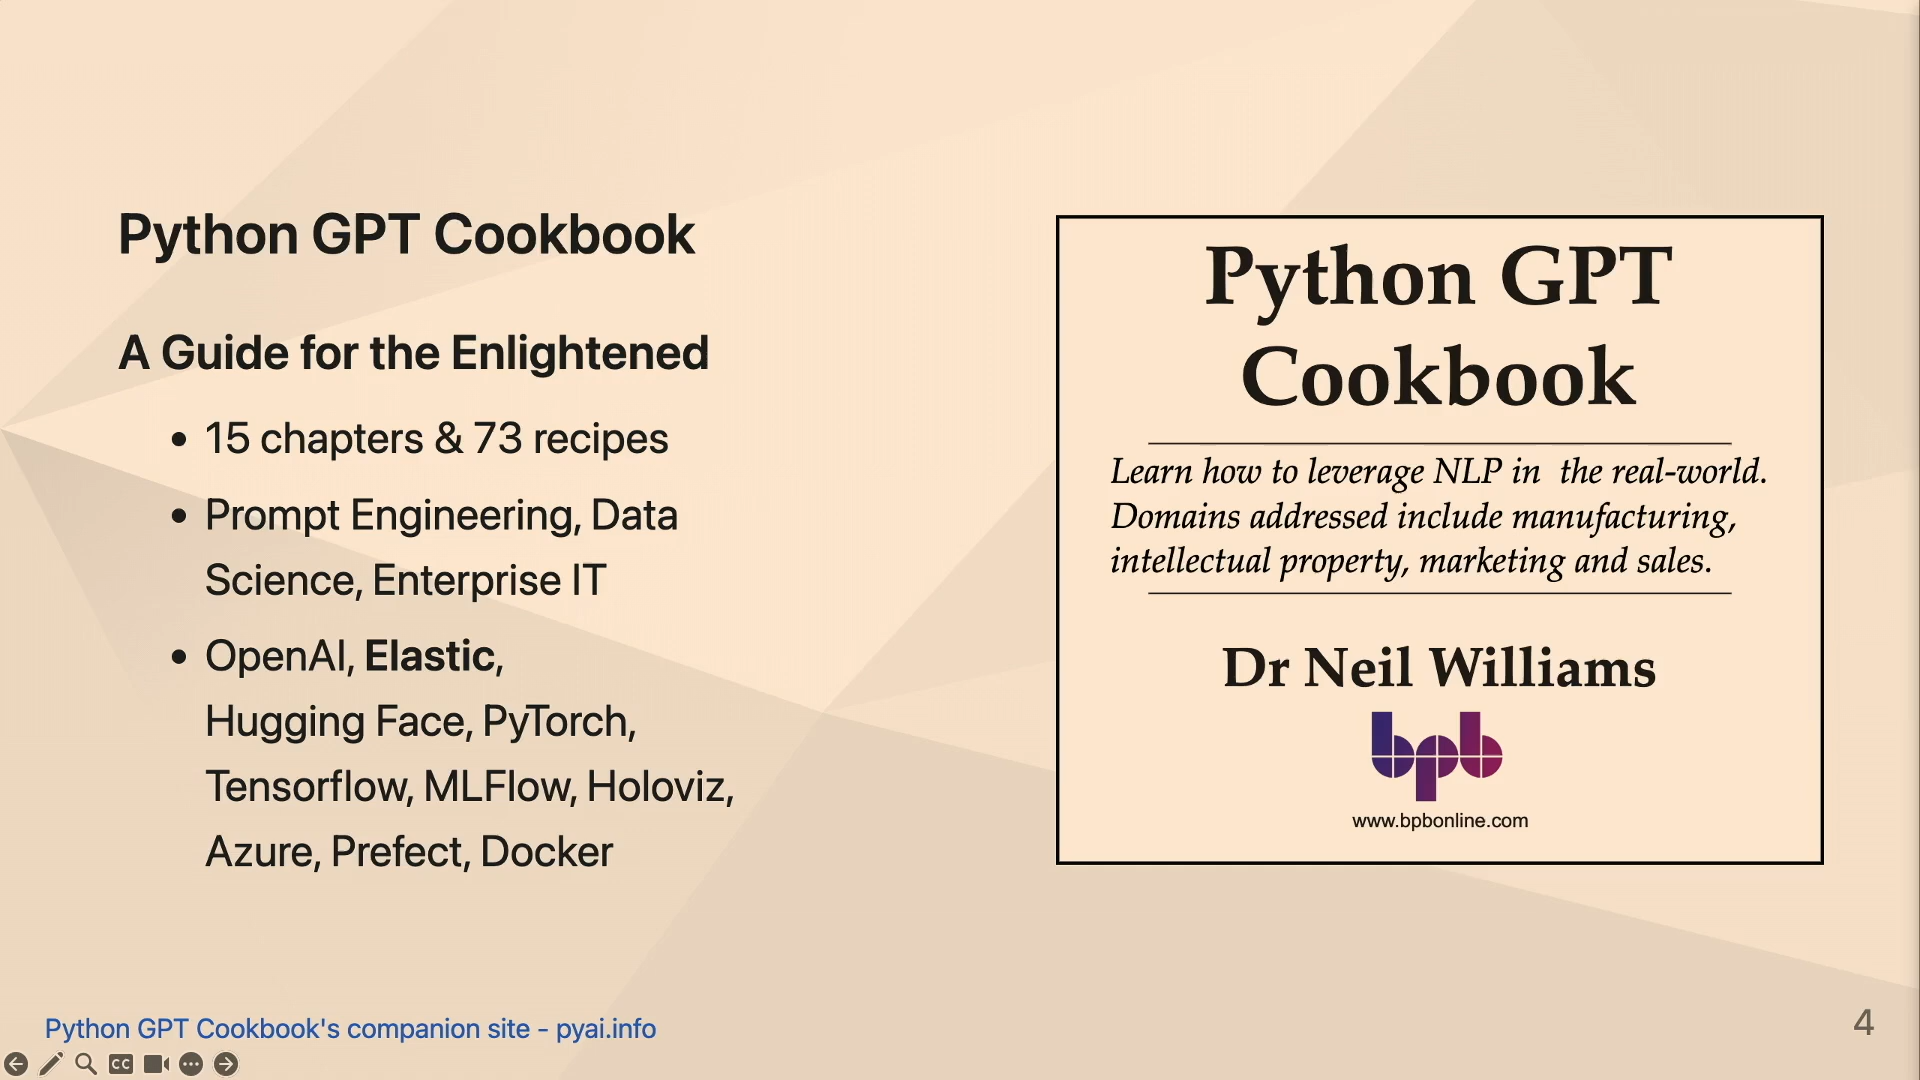 Python GPT Cookbook
A Guide for the Enlightened
• 15 chapters & 73 recipes
• Prompt Engineering, Data
Science, Enterprise IT
• OpenAI, Elastic,
Hugging Face, PyTorch,
Tensorflow, MLFlow, Holoviz,
Azure, Prefect, Docker
Python GPT
Cookbook
Learn how to leverage NLP in  the real-world.
Domains addressed include manufacturing,
intellectual property, marketing and sales.
Dr Neil Williams
bpb
www.bpbonline.com
Python GPT Cookbook's companion site - pyai.info
4
CC